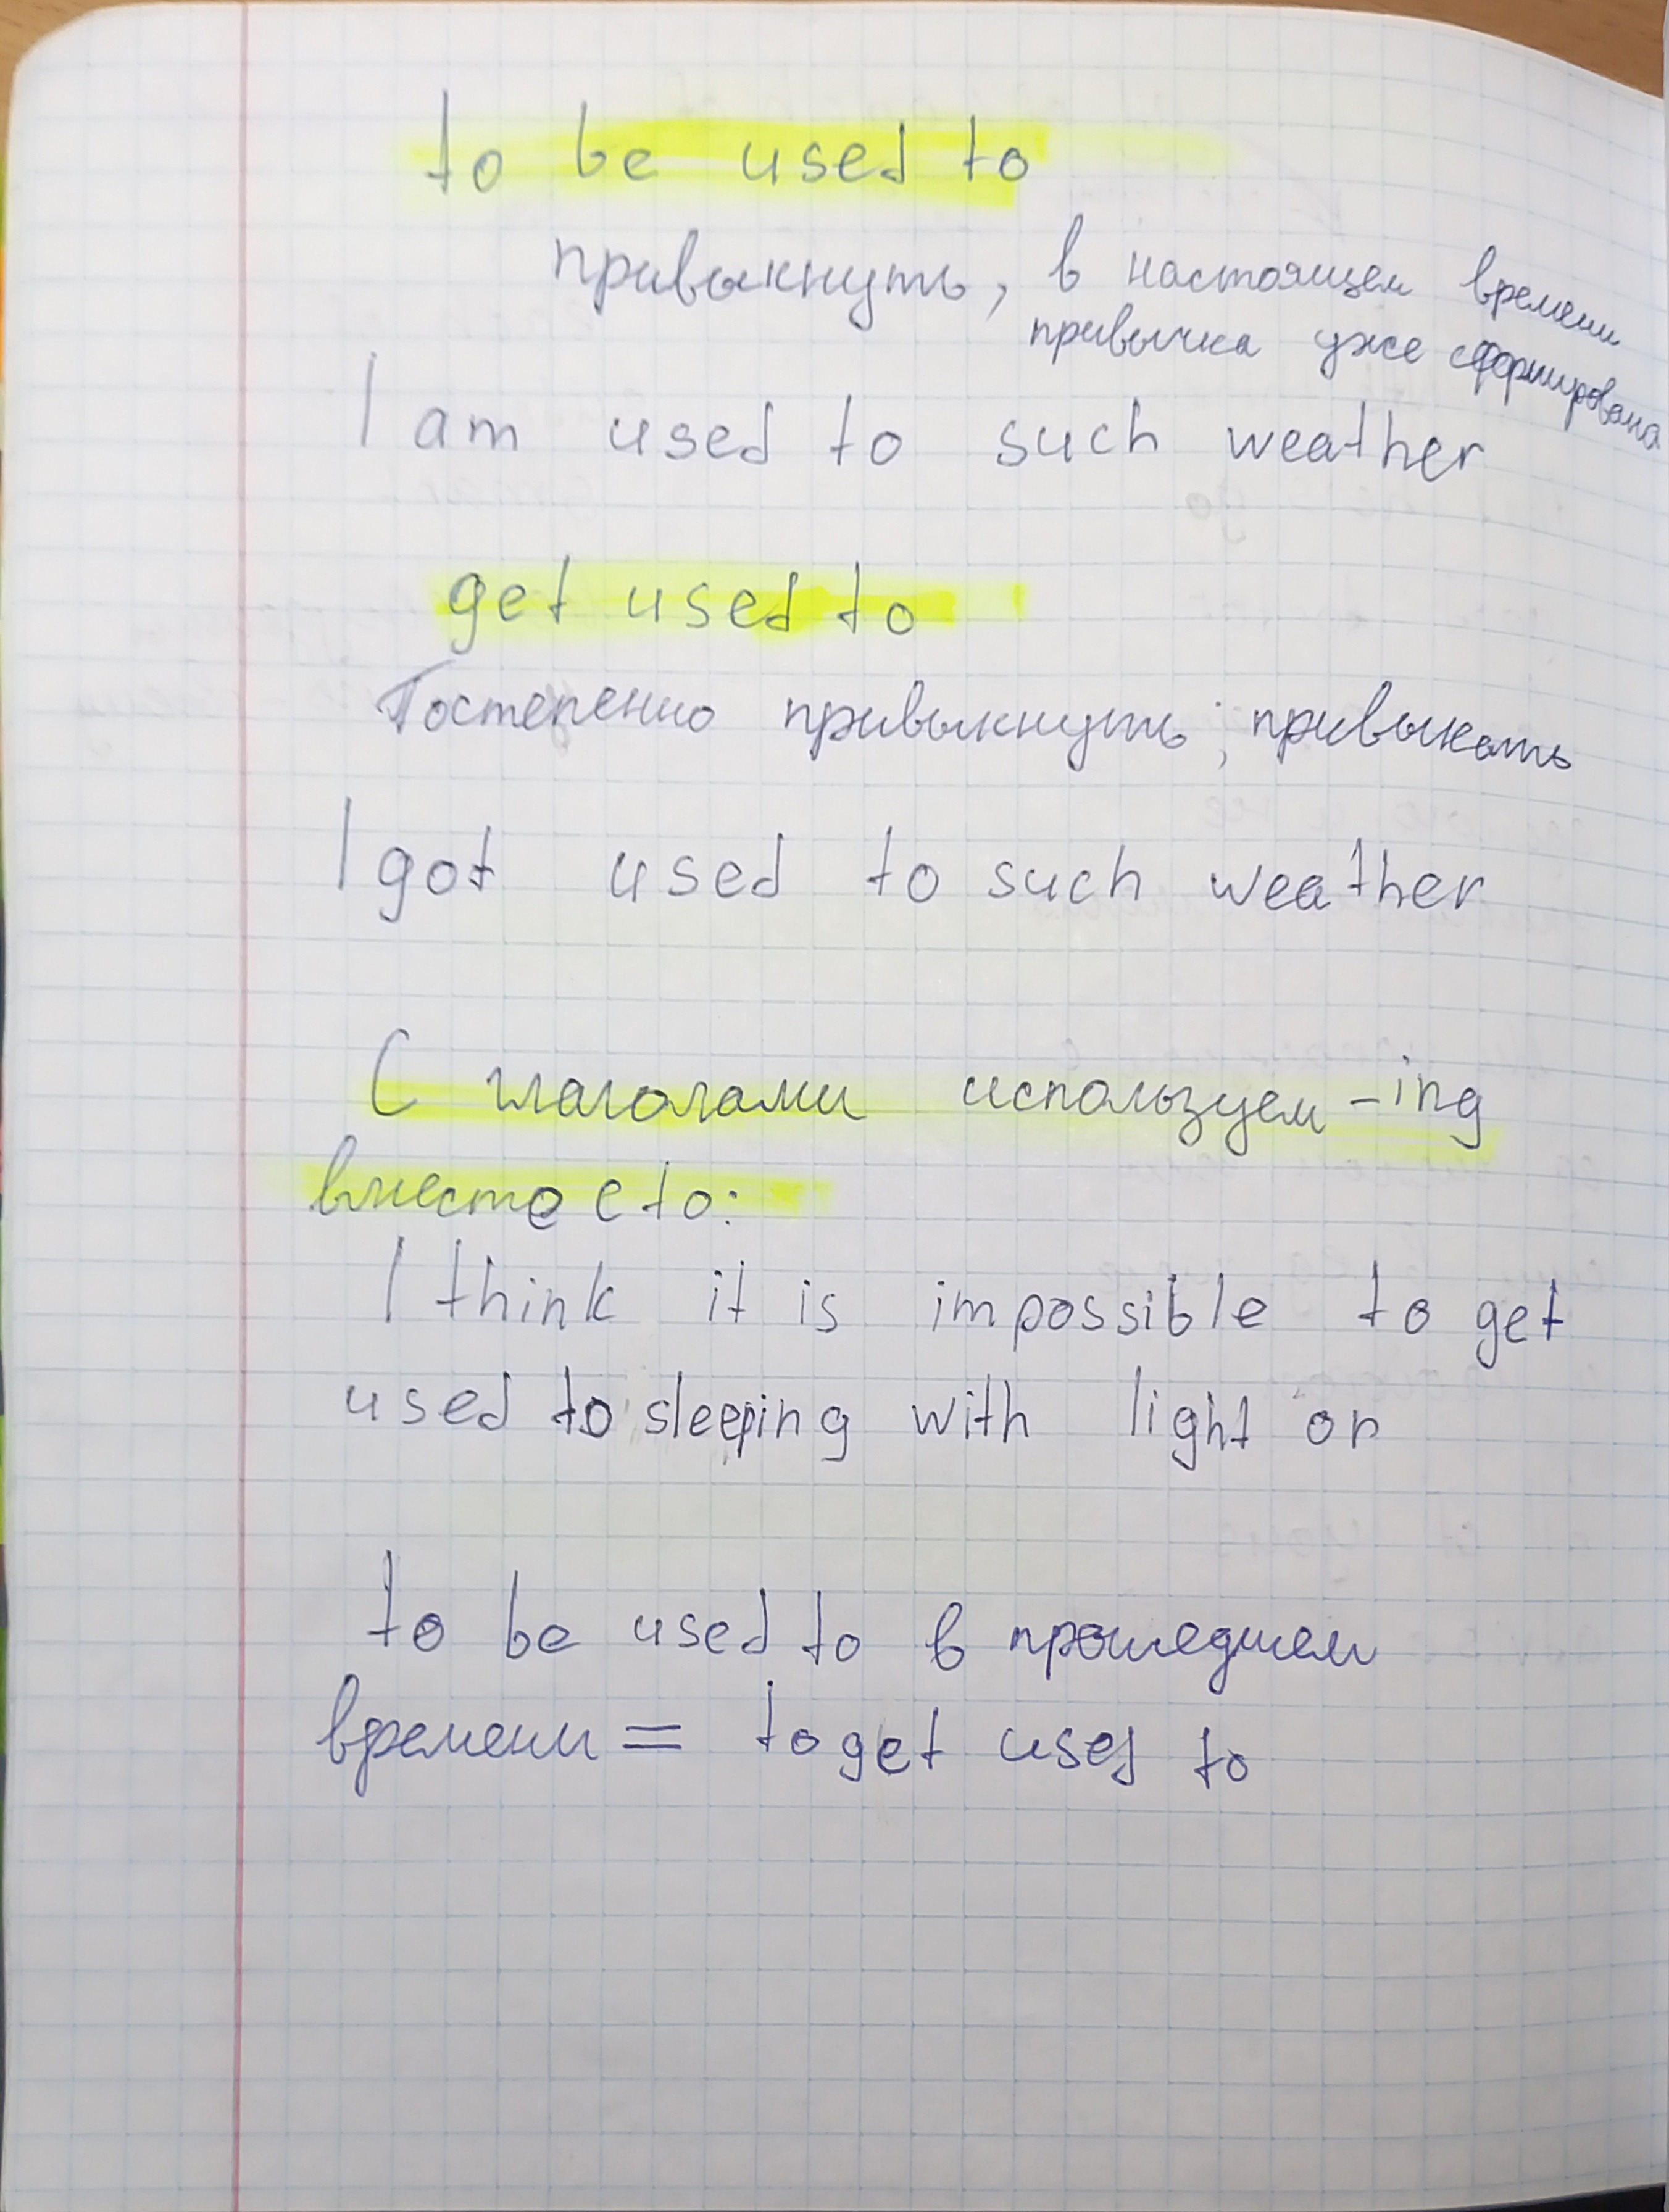 to be used to
привыкнуть, в настоящем времени
привычка уже сформирована
I am used to such weather
get used to
Постепенно привыкнуть; привыкать
I got used to such weather
С глаголами используем -ing
вместе с to:
I think it is impossible to get
used to sleeping with light on
to be used to в прошедшем
времени = to get used to